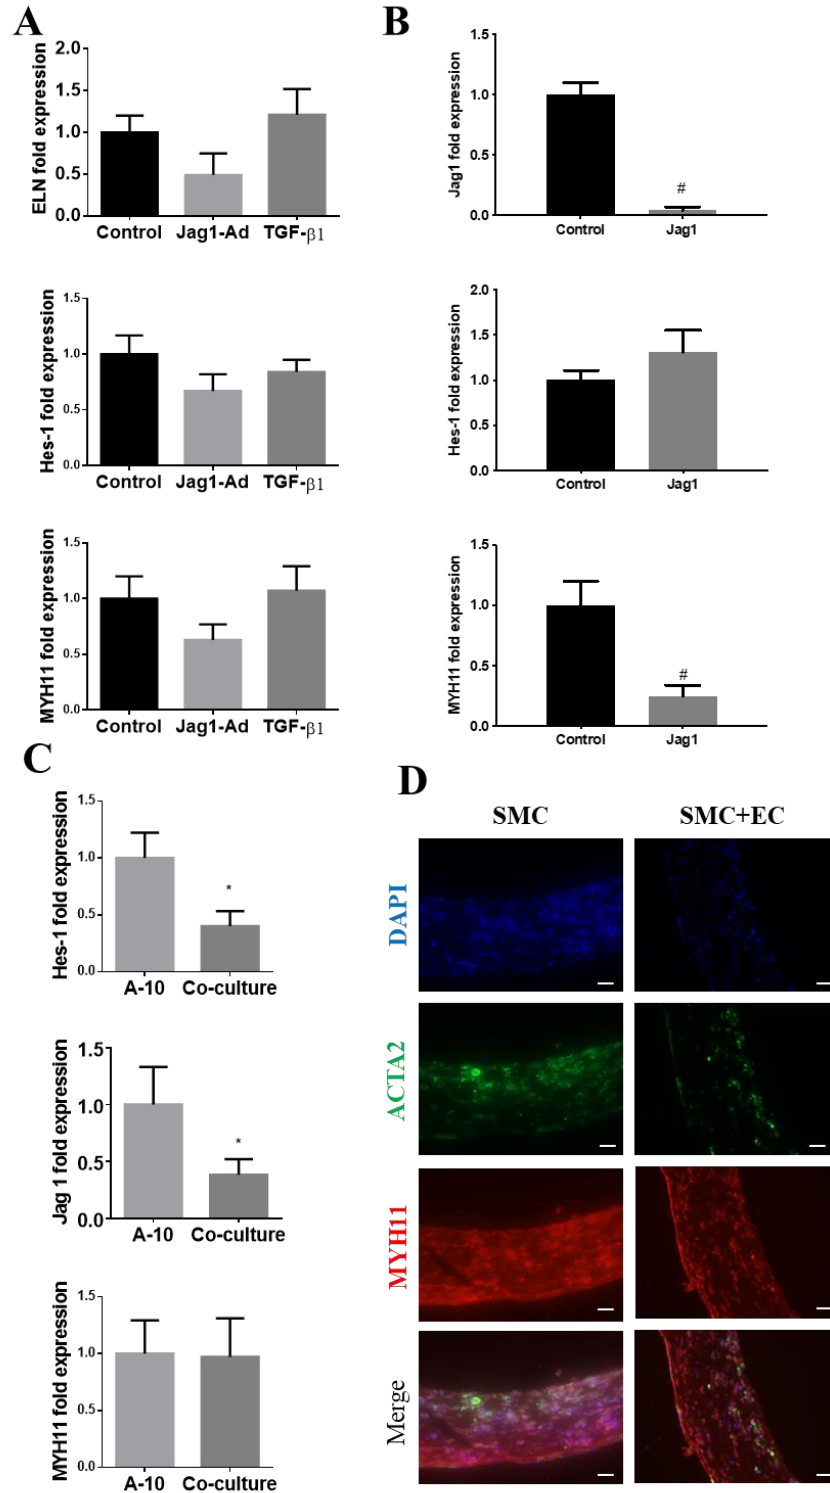 A
ELN fold expression
2.0
1.5
1.0
0.5
0.0
Control Jag1-Ad TGF-β1
Hes-1 fold expression
1.5
1.0
0.5
0.0
Control Jag1-Ad TGF-β1
MYH11 fold expression
1.5
1.0
0.5
0.0
Control Jag1-Ad TGF-β1
B
Jag1 fold expression
1.5
1.0
0.5
0.0
#
Control Jag1
Hes-1 fold expression
2.0
1.5
1.0
0.5
0.0
Control Jag1
MYH11 fold expression
1.5
1.0
0.5
0.0
#
Control Jag1
C
Hes-1 fold expression
1.5
1.0
0.5
0.0
*
A-10 Co-culture
Jag 1 fold expression
1.5
1.0
0.5
0.0
*
A-10 Co-culture
MYH11 fold expression
1.5
1.0
0.5
0.0
A-10 Co-culture
D
SMC SMC+EC
DAPI
ACTA2
MYH11
Merge